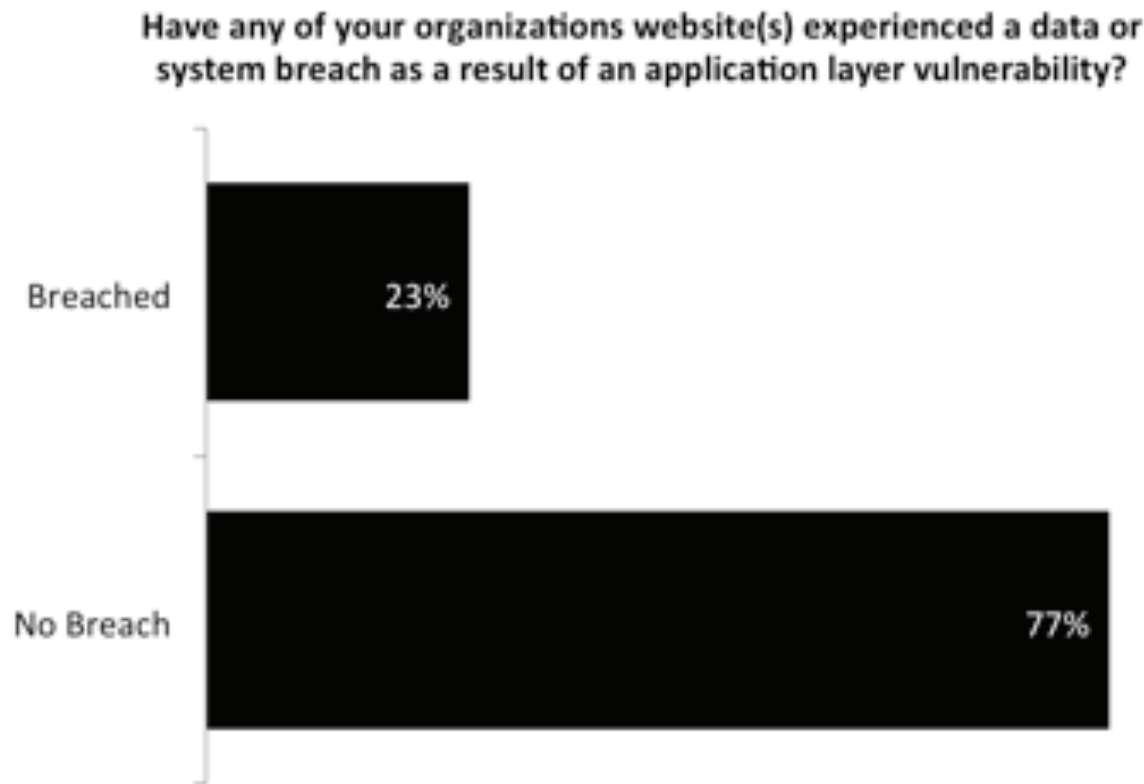 Have any of your organizations website(s) experienced a data or
system breach as a result of an application layer vulnerability?
Breached
23%
No Breach
77%